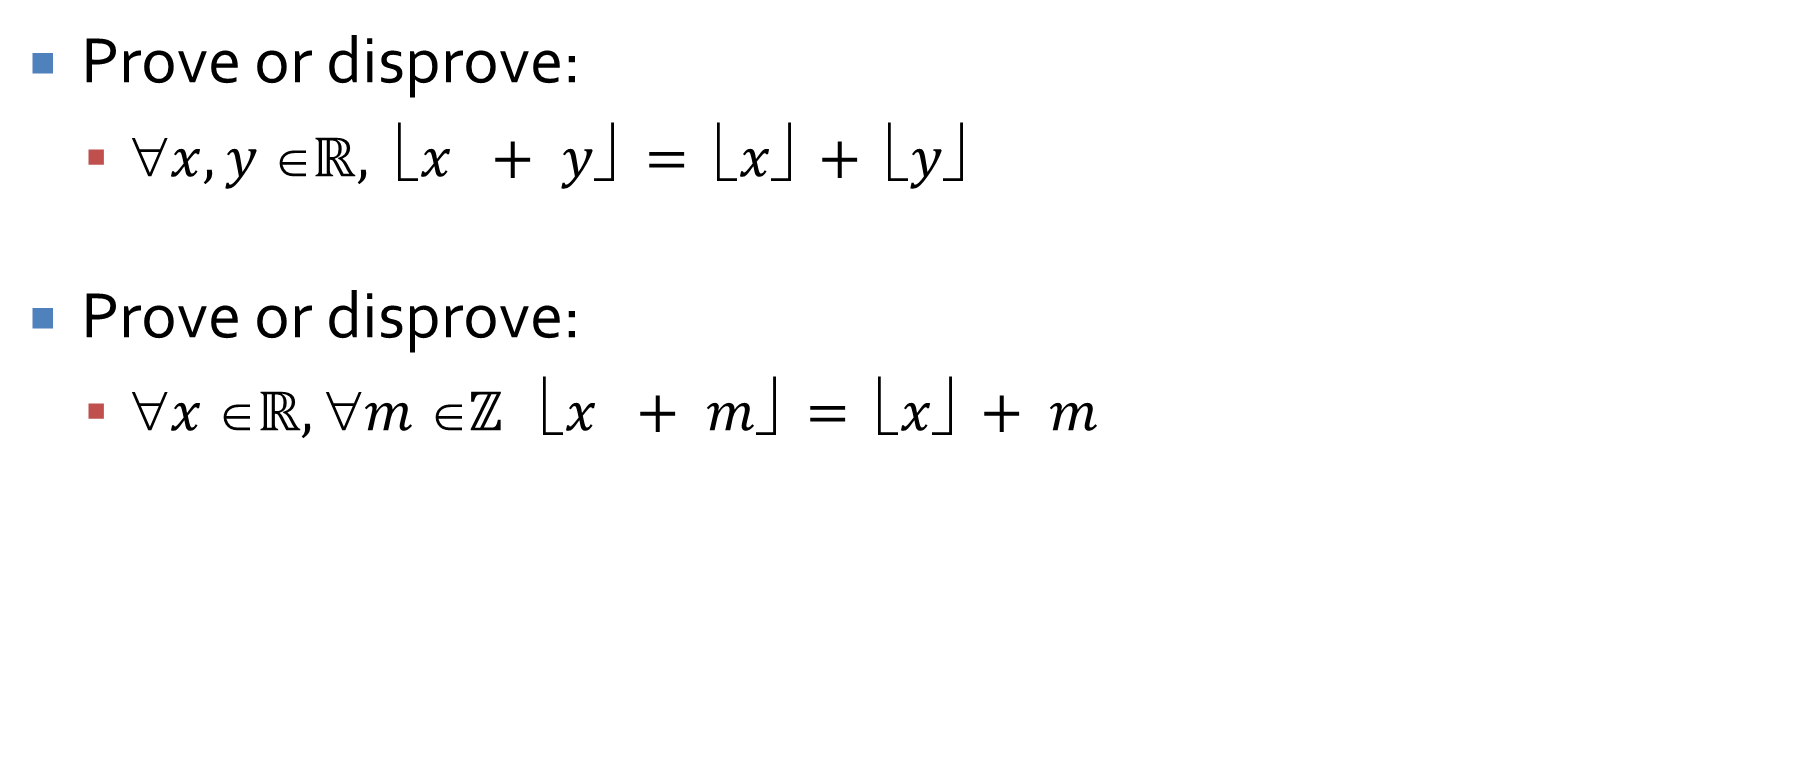 ▪ Prove or disprove:
▪ ∀x, y ∈ℝ, ⌊x + y⌋ = ⌊x⌋ + ⌊y⌋
▪ Prove or disprove:
▪ ∀x ∈ℝ, ∀m ∈ℤ ⌊x + m⌋ = ⌊x⌋ + m